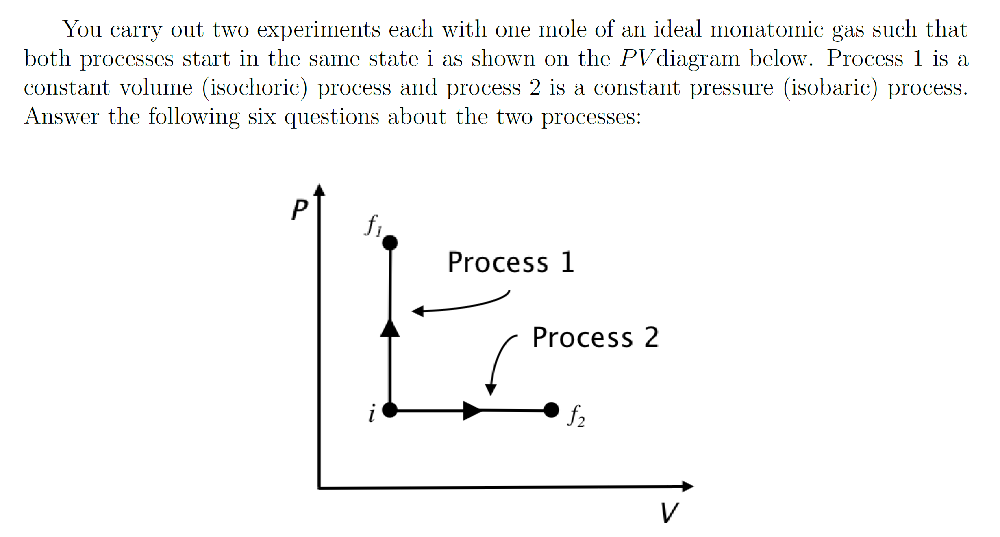 You carry out two experiments each with one mole of an ideal monatomic gas such that
both processes start in the same state i as shown on the PV diagram below. Process 1 is a
constant volume (isochoric) process and process 2 is a constant pressure (isobaric) process.
Answer the following six questions about the two processes:
P
f1
Process 1
Process 2
i
f2
V